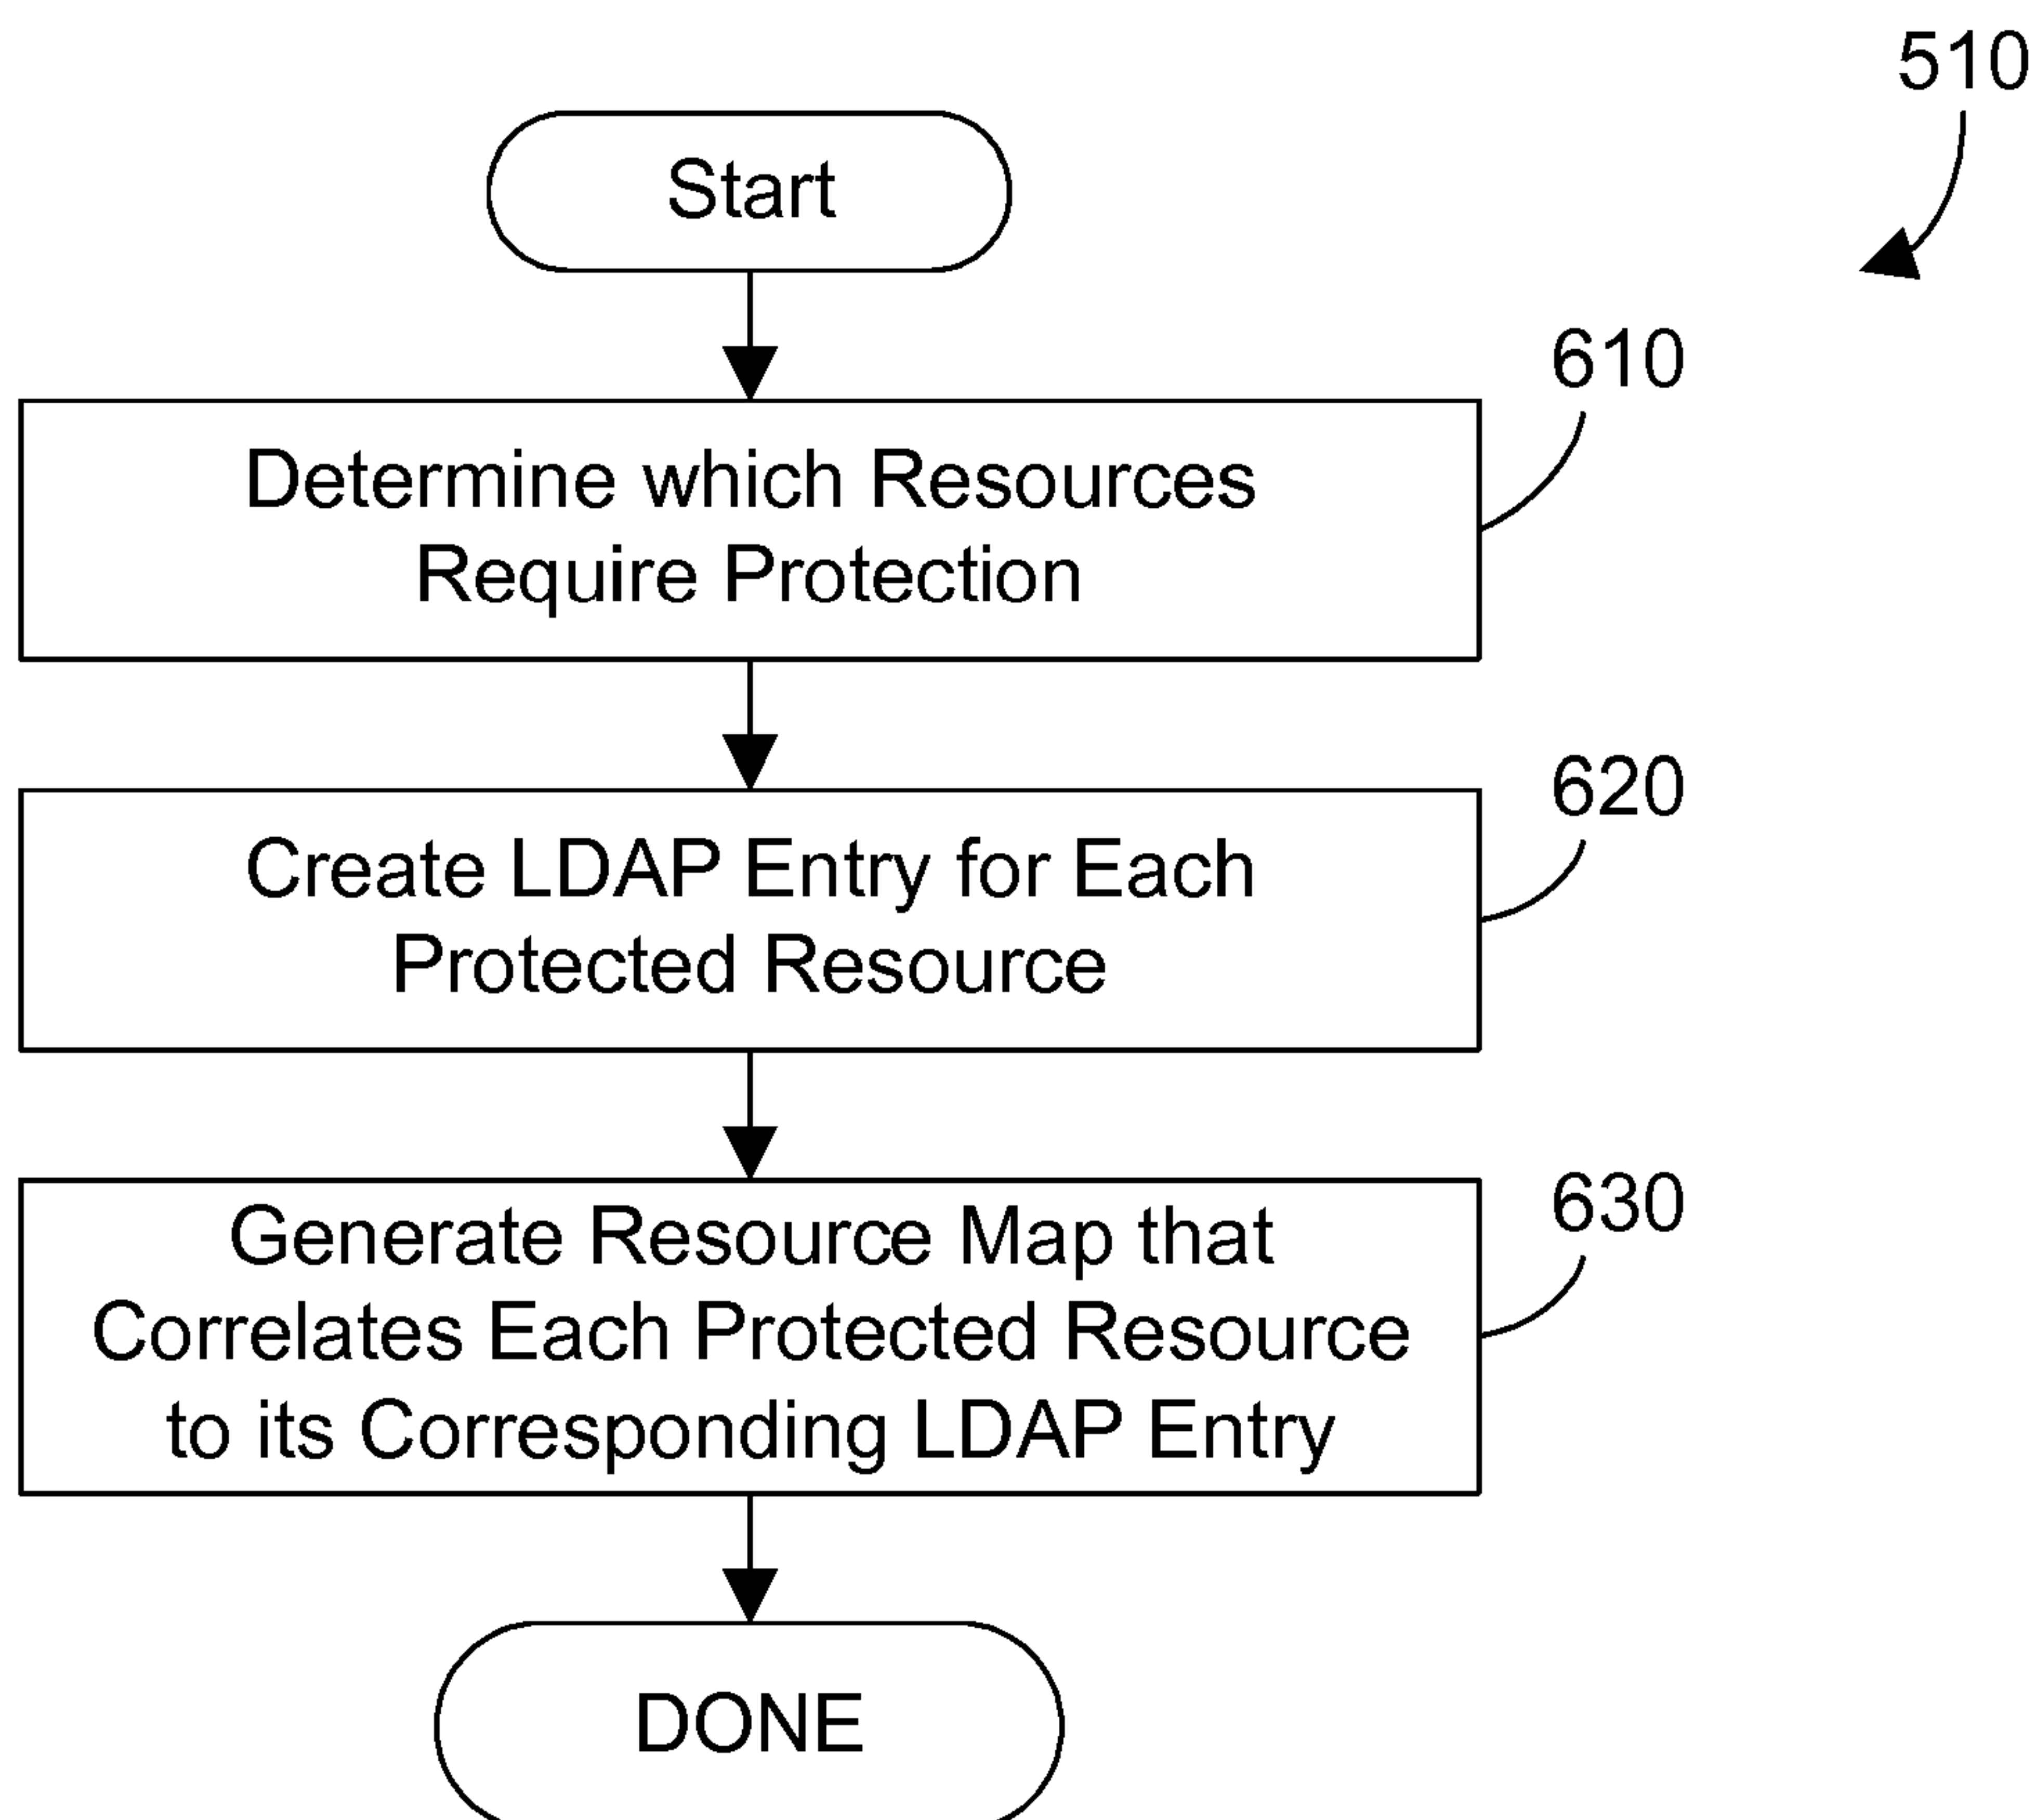 510
Start
610
Determine which Resources
Require Protection
620
Create LDAP Entry for Each
Protected Resource
630
Generate Resource Map that
Correlates Each Protected Resource
to its Corresponding LDAP Entry
DONE